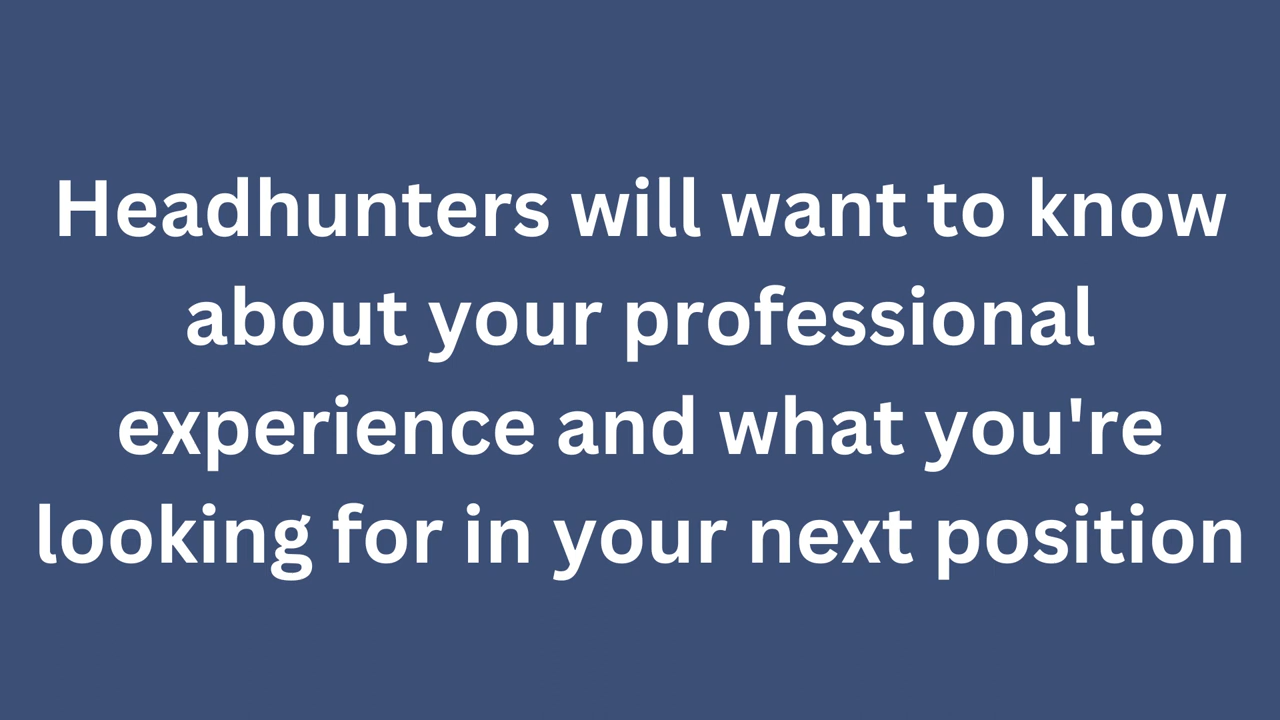 Headhunters will want to know
about your professional
experience and what you're
looking for in your next position